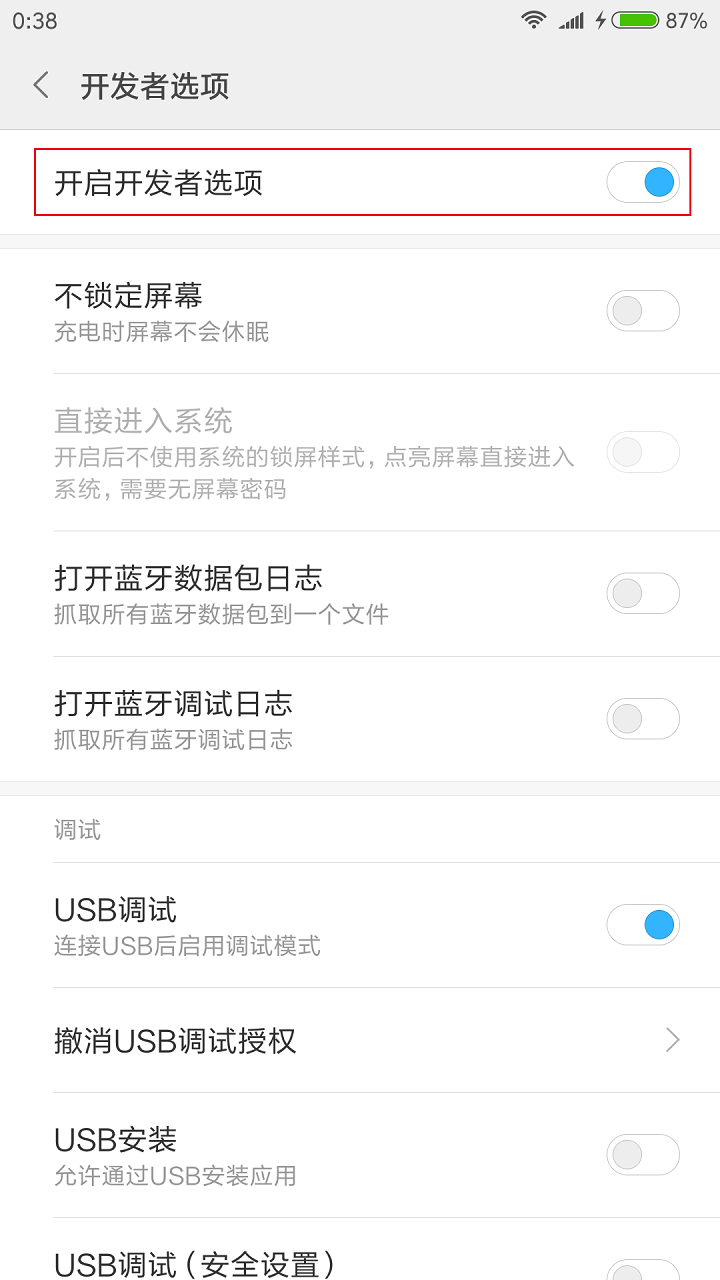 0:38
87%
开发者选项
开启开发者选项
不锁定屏幕
充电时屏幕不会休眠
直接进入系统
开启后不使用系统的锁屏样式，点亮屏幕直接进入
系统，需要无屏幕密码
打开蓝牙数据包日志
抓取所有蓝牙数据包到一个文件
打开蓝牙调试日志
抓取所有蓝牙调试日志
调试
USB调试
连接USB后启用调试模式
撤消USB调试授权
USB安装
允许通过USB安装应用
USB调试（安全设置）